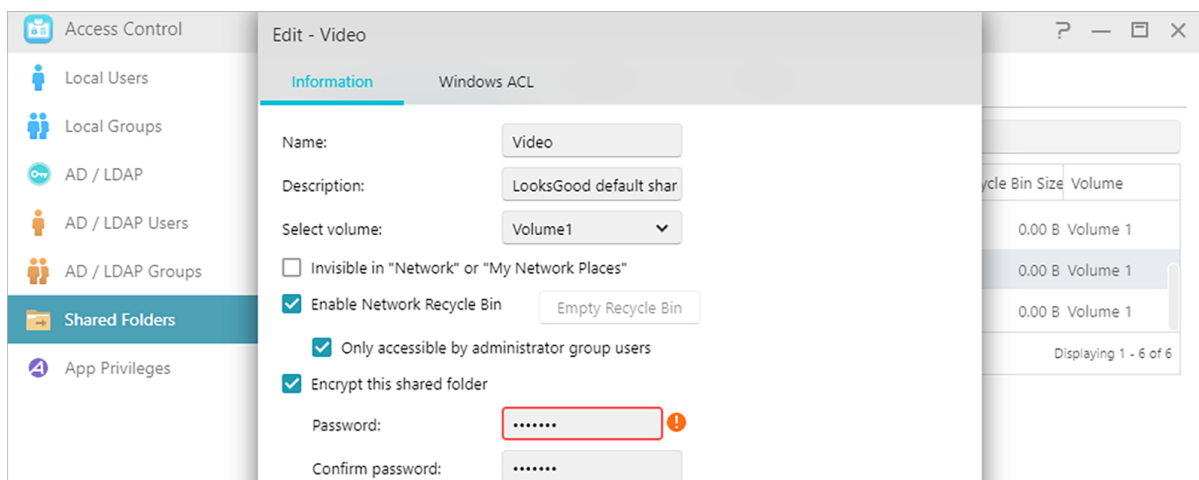 Access Control
Local Users
Local Groups
AD / LDAP
AD / LDAP Users
AD / LDAP Groups
Shared Folders
App Privileges
Edit - Video
Information Windows ACL
Name: Video
Description: LooksGood default shar
Select volume: Volume1
Invisible in "Network" or "My Network Places"
Enable Network Recycle Bin Empty Recycle Bin
Only accessible by administrator group users
Encrypt this shared folder
Password: •••••••
Confirm password: •••••••
ycle Bin Size Volume
0.00 B Volume 1
0.00 B Volume 1
0.00 B Volume 1
Displaying 1 - 6 of 6